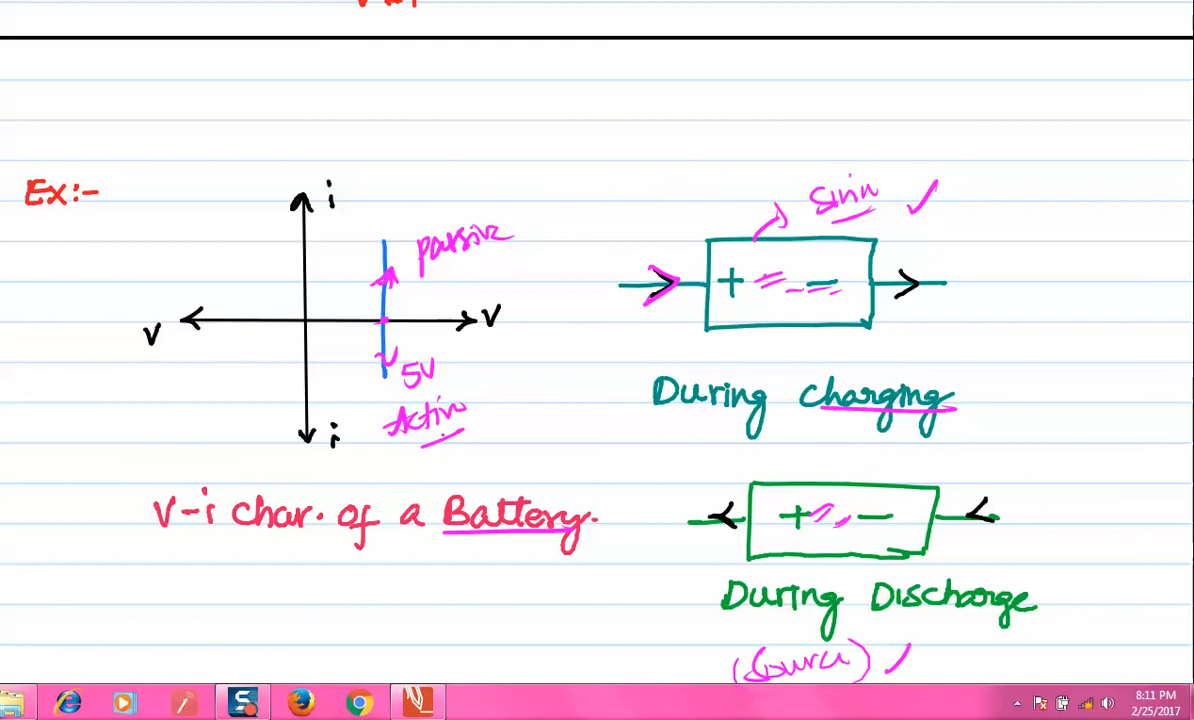 Ex:-
i
passive
V
V
5V
Active
i
V-i Char. of a Battery.
Sink
+ -
During charging
+ -
During Discharge
(Source)
8:11 PM
2/25/2017